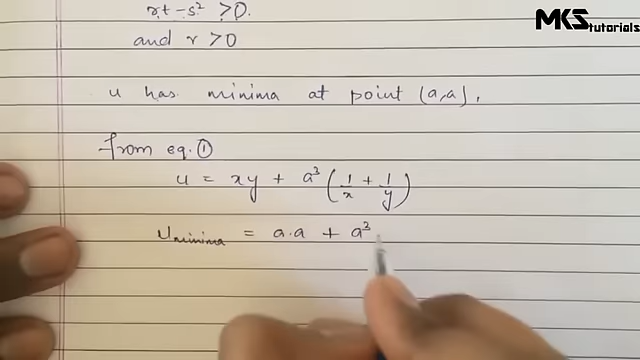 rt - s² > 0.
MKS tutorials
and r > 0
u has minima at point (a,a).
from eq. ①
u = xy + a³ (1/x + 1/y)
u minima = a.a + a³